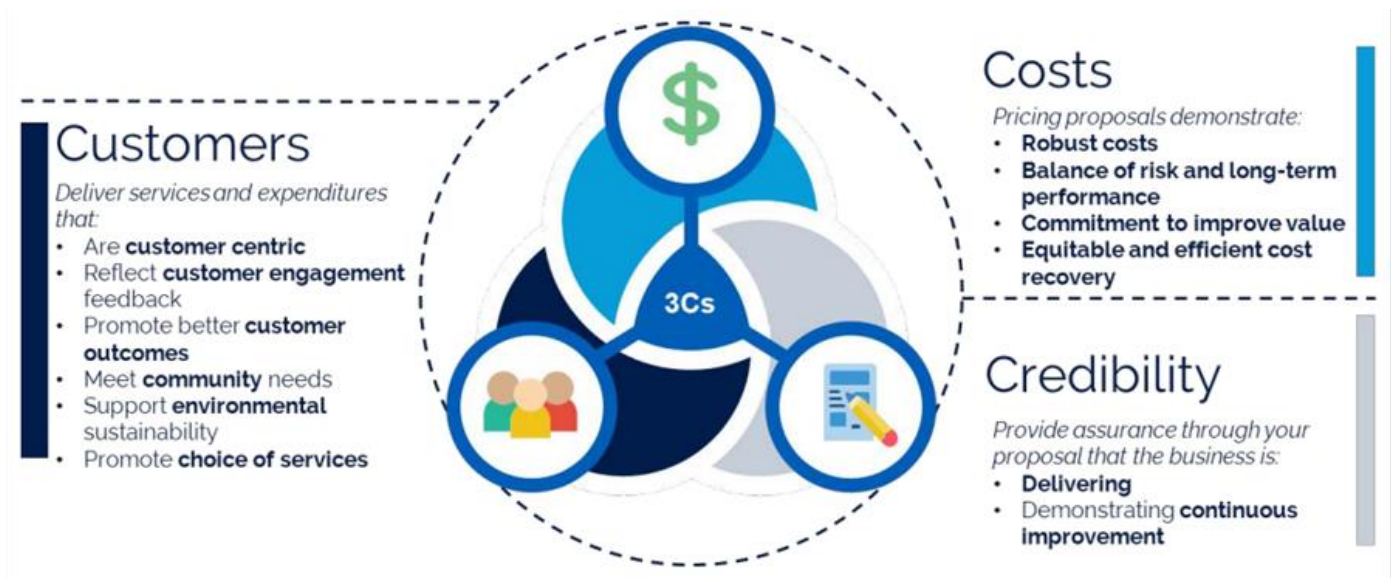 Customers
Deliver services and expenditures
that:
• Are customer centric
• Reflect customer engagement
feedback
• Promote better customer
outcomes
• Meet community needs
• Support environmental
sustainability
• Promote choice of services
$
3Cs
Costs
Pricing proposals demonstrate:
• Robust costs
• Balance of risk and long-term
performance
• Commitment to improve value
• Equitable and efficient cost
recovery
Credibility
Provide assurance through your
proposal that the business is:
• Delivering
• Demonstrating continuous
improvement